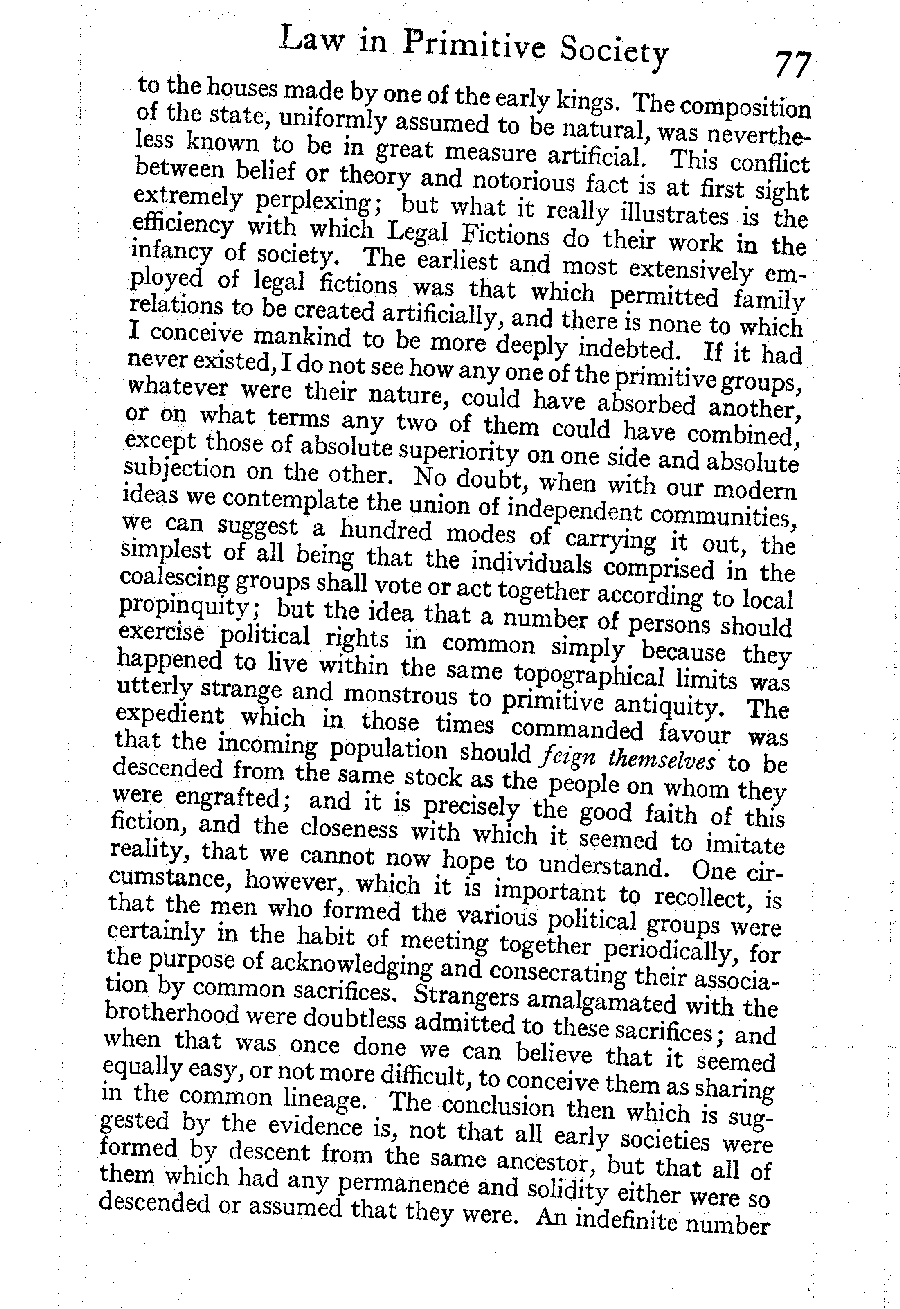 Law in Primitive Society 77
to the houses made by one of the early kings. The composition
of the state, uniformly assumed to be natural, was neverthe-
less known to be in great measure artificial. This conflict
between belief or theory and notorious fact is at first sight
extremely perplexing; but what it really illustrates is the
efficiency with which Legal Fictions do their work in the
infancy of society. The earliest and most extensively em-
ployed of legal fictions was that which permitted family
relations to be created artificially, and there is none to which
I conceive mankind to be more deeply indebted. If it had
never existed, I do not see how any one of the primitive groups,
whatever were their nature, could have absorbed another,
or on what terms any two of them could have combined,
except those of absolute superiority on one side and absolute
subjection on the other. No doubt, when with our modern
ideas we contemplate the union of independent communities,
we can suggest a hundred modes of carrying it out, the
simplest of all being that the individuals comprised in the
coalescing groups shall vote or act together according to local
propinquity; but the idea that a number of persons should
exercise political rights in common simply because they
happened to live within the same topographical limits was
utterly strange and monstrous to primitive antiquity. The
expedient which in those times commanded favour was
that the incoming population should feign themselves to be
descended from the same stock as the people on whom they
were engrafted; and it is precisely the good faith of this
fiction, and the closeness with which it seemed to imitate
reality, that we cannot now hope to understand. One cir-
cumstance, however, which it is important to recollect, is
that the men who formed the various political groups were
certainly in the habit of meeting together periodically, for
the purpose of acknowledging and consecrating their associa-
tion by common sacrifices. Strangers amalgamated with the
brotherhood were doubtless admitted to these sacrifices; and
when that was once done we can believe that it seemed
equally easy, or not more difficult, to conceive them as sharing
in the common lineage. The conclusion then which is sug-
gested by the evidence is, not that all early societies were
formed by descent from the same ancestor, but that all of
them which had any permanence and solidity either were so
descended or assumed that they were. An indefinite number